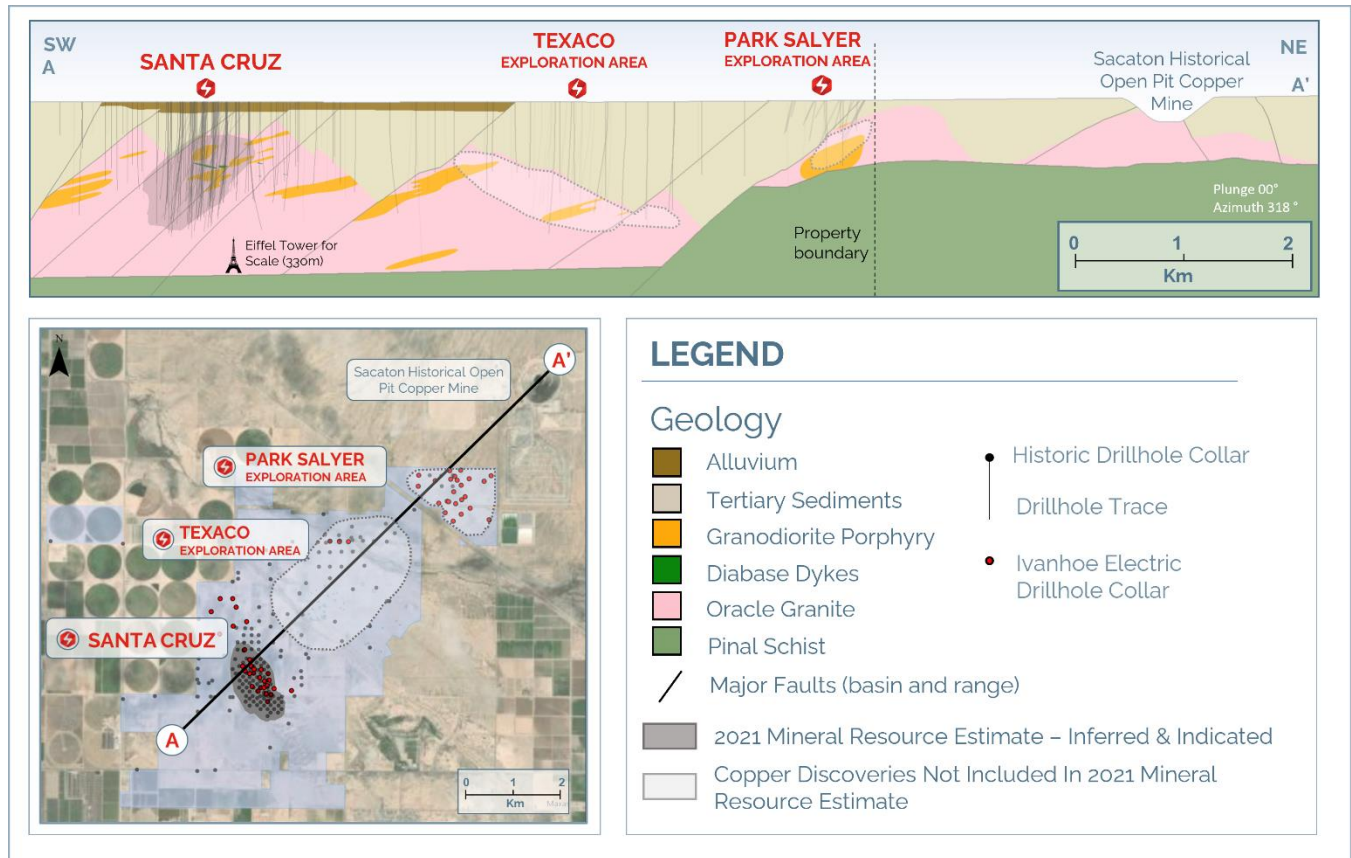 SW
A
SANTA CRUZ
TEXACO
EXPLORATION AREA
PARK SALYER
EXPLORATION AREA
Sacaton Historical
Open Pit Copper
Mine
NE
A'
Eiffel Tower for
Scale (330m)
Property
boundary
Plunge 00°
Azimuth 318 °
0 1 2
Km
N
A'
Sacaton Historical Open
Pit Copper Mine
PARK SALYER
EXPLORATION AREA
TEXACO
EXPLORATION AREA
SANTA CRUZ
A
0 1 2
Km
LEGEND
Geology
Alluvium
Tertiary Sediments
Granodiorite Porphyry
Diabase Dykes
Oracle Granite
Pinal Schist
Major Faults (basin and range)
Historic Drillhole Collar
Drillhole Trace
Ivanhoe Electric
Drillhole Collar
2021 Mineral Resource Estimate – Inferred & Indicated
Copper Discoveries Not Included In 2021 Mineral
Resource Estimate